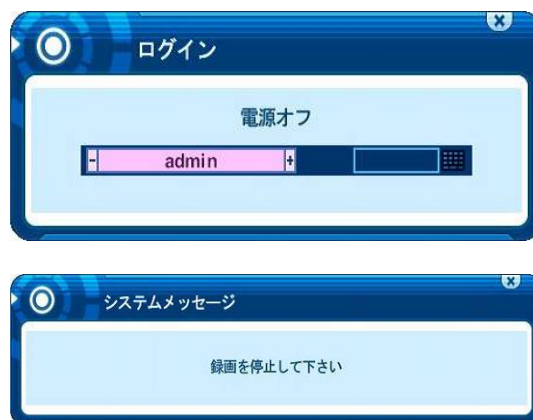 ログイン
電源オフ
- admin +
システムメッセージ
録画を停止して下さい